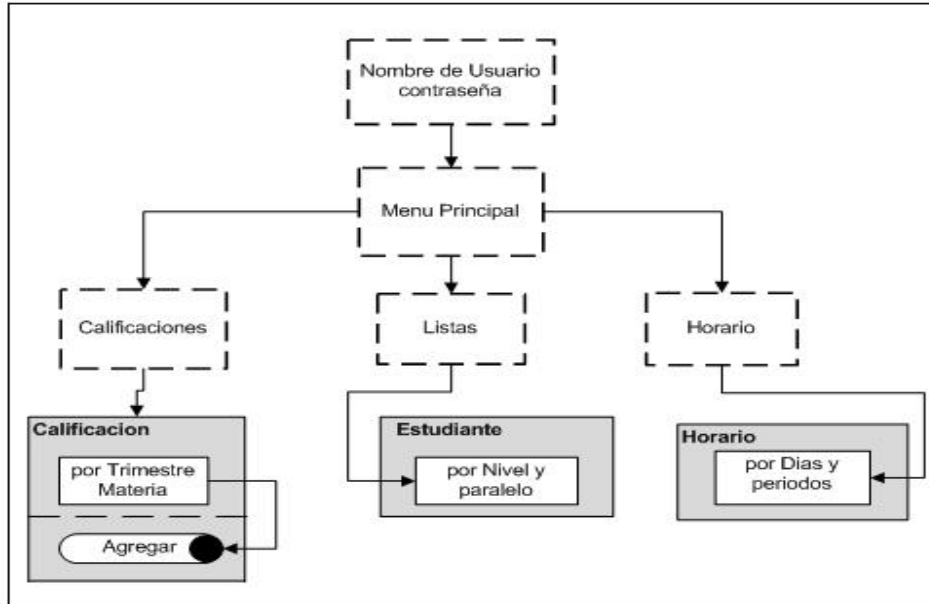 Nombre de Usuario
contraseña
Menu Principal
Calificaciones
Listas
Horario
Calificacion
por Trimestre
Materia
Agregar
Estudiante
por Nivel y
paralelo
Horario
por Dias y
periodos